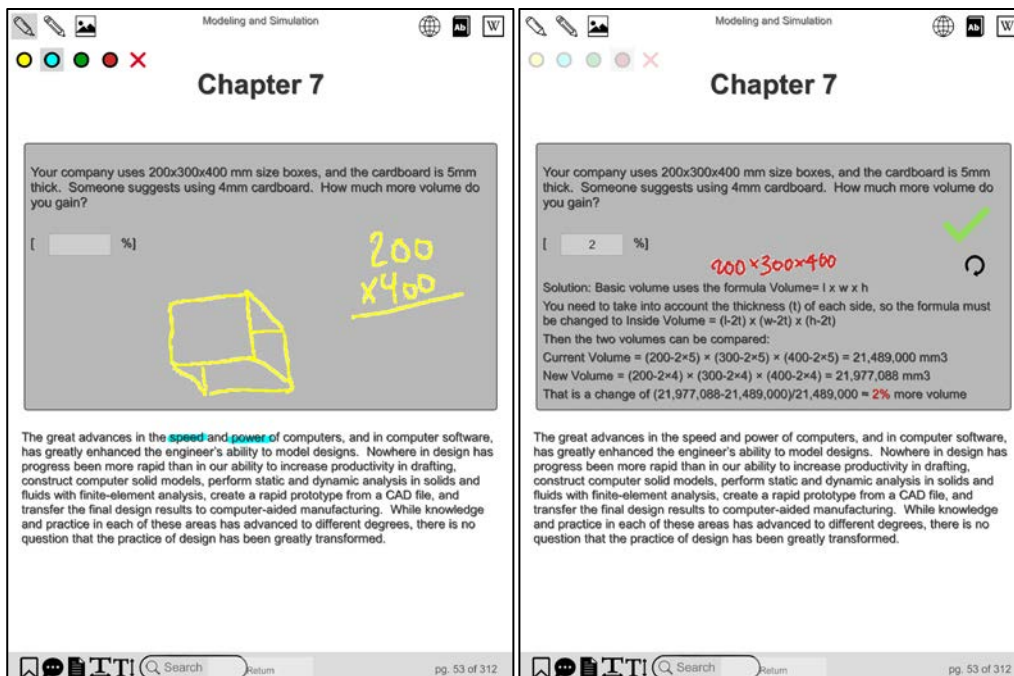 Modeling and Simulation
Ab W
Chapter 7
Your company uses 200x300x400 mm size boxes, and the cardboard is 5mm
thick. Someone suggests using 4mm cardboard. How much more volume do
you gain?
[ %]
200
x400
The great advances in the speed and power of computers, and in computer software,
has greatly enhanced the engineer's ability to model designs. Nowhere in design has
progress been more rapid than in our ability to increase productivity in drafting,
construct computer solid models, perform static and dynamic analysis in solids and
fluids with finite-element analysis, create a rapid prototype from a CAD file, and
transfer the final design results to computer-aided manufacturing. While knowledge
and practice in each of these areas has advanced to different degrees, there is no
question that the practice of design has been greatly transformed.
T T Search Return pg. 53 of 312
Modeling and Simulation
Ab W
Chapter 7
Your company uses 200x300x400 mm size boxes, and the cardboard is 5mm
thick. Someone suggests using 4mm cardboard. How much more volume do
you gain?
[ 2 %]
200×300×400
Solution: Basic volume uses the formula Volume= l x w x h
You need to take into account the thickness (t) of each side, so the formula must
be changed to Inside Volume = (l-2t) x (w-2t) x (h-2t)
Then the two volumes can be compared:
Current Volume = (200-2×5) × (300-2×5) × (400-2×5) = 21,489,000 mm3
New Volume = (200-2×4) × (300-2×4) × (400-2×4) = 21,977,088 mm3
That is a change of (21,977,088-21,489,000)/21,489,000 ≈ 2% more volume
The great advances in the speed and power of computers, and in computer software,
has greatly enhanced the engineer's ability to model designs. Nowhere in design has
progress been more rapid than in our ability to increase productivity in drafting,
construct computer solid models, perform static and dynamic analysis in solids and
fluids with finite-element analysis, create a rapid prototype from a CAD file, and
transfer the final design results to computer-aided manufacturing. While knowledge
and practice in each of these areas has advanced to different degrees, there is no
question that the practice of design has been greatly transformed.
T T Search Return pg. 53 of 312